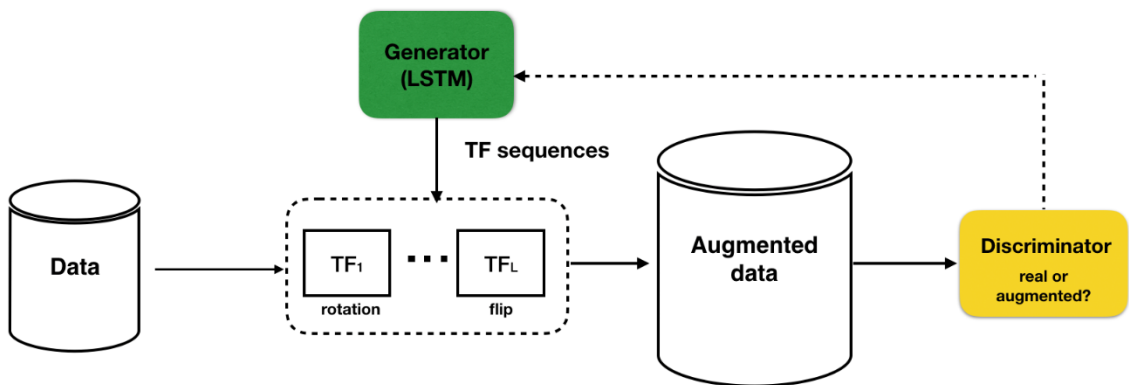 Generator
(LSTM)
TF sequences
Data
TF₁
TFL
rotation
flip
Augmented
data
Discriminator
real or
augmented?